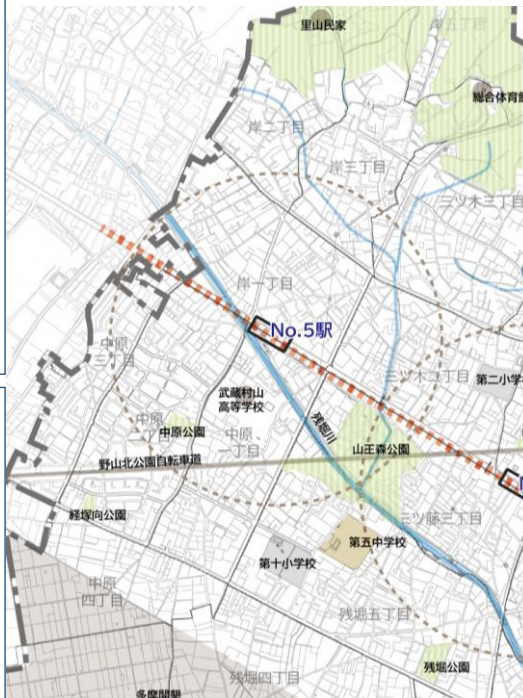 里山民家
岸五丁目
総合体育館
岸二丁目
岸三丁目
三ツ木三丁目
岸一丁目
No.5駅
中原
三丁目
三ツ木二丁目
第二小学
武蔵村山
高等学校
中原
中原公園
中原
一丁目
残堀川
山王森公園
野山北公園自転車道
経塚向公園
三ツ藤三丁目
第五中学校
第十小学校
中原
四丁目
残堀五丁目
残堀公園
残堀四丁目
多摩開墾